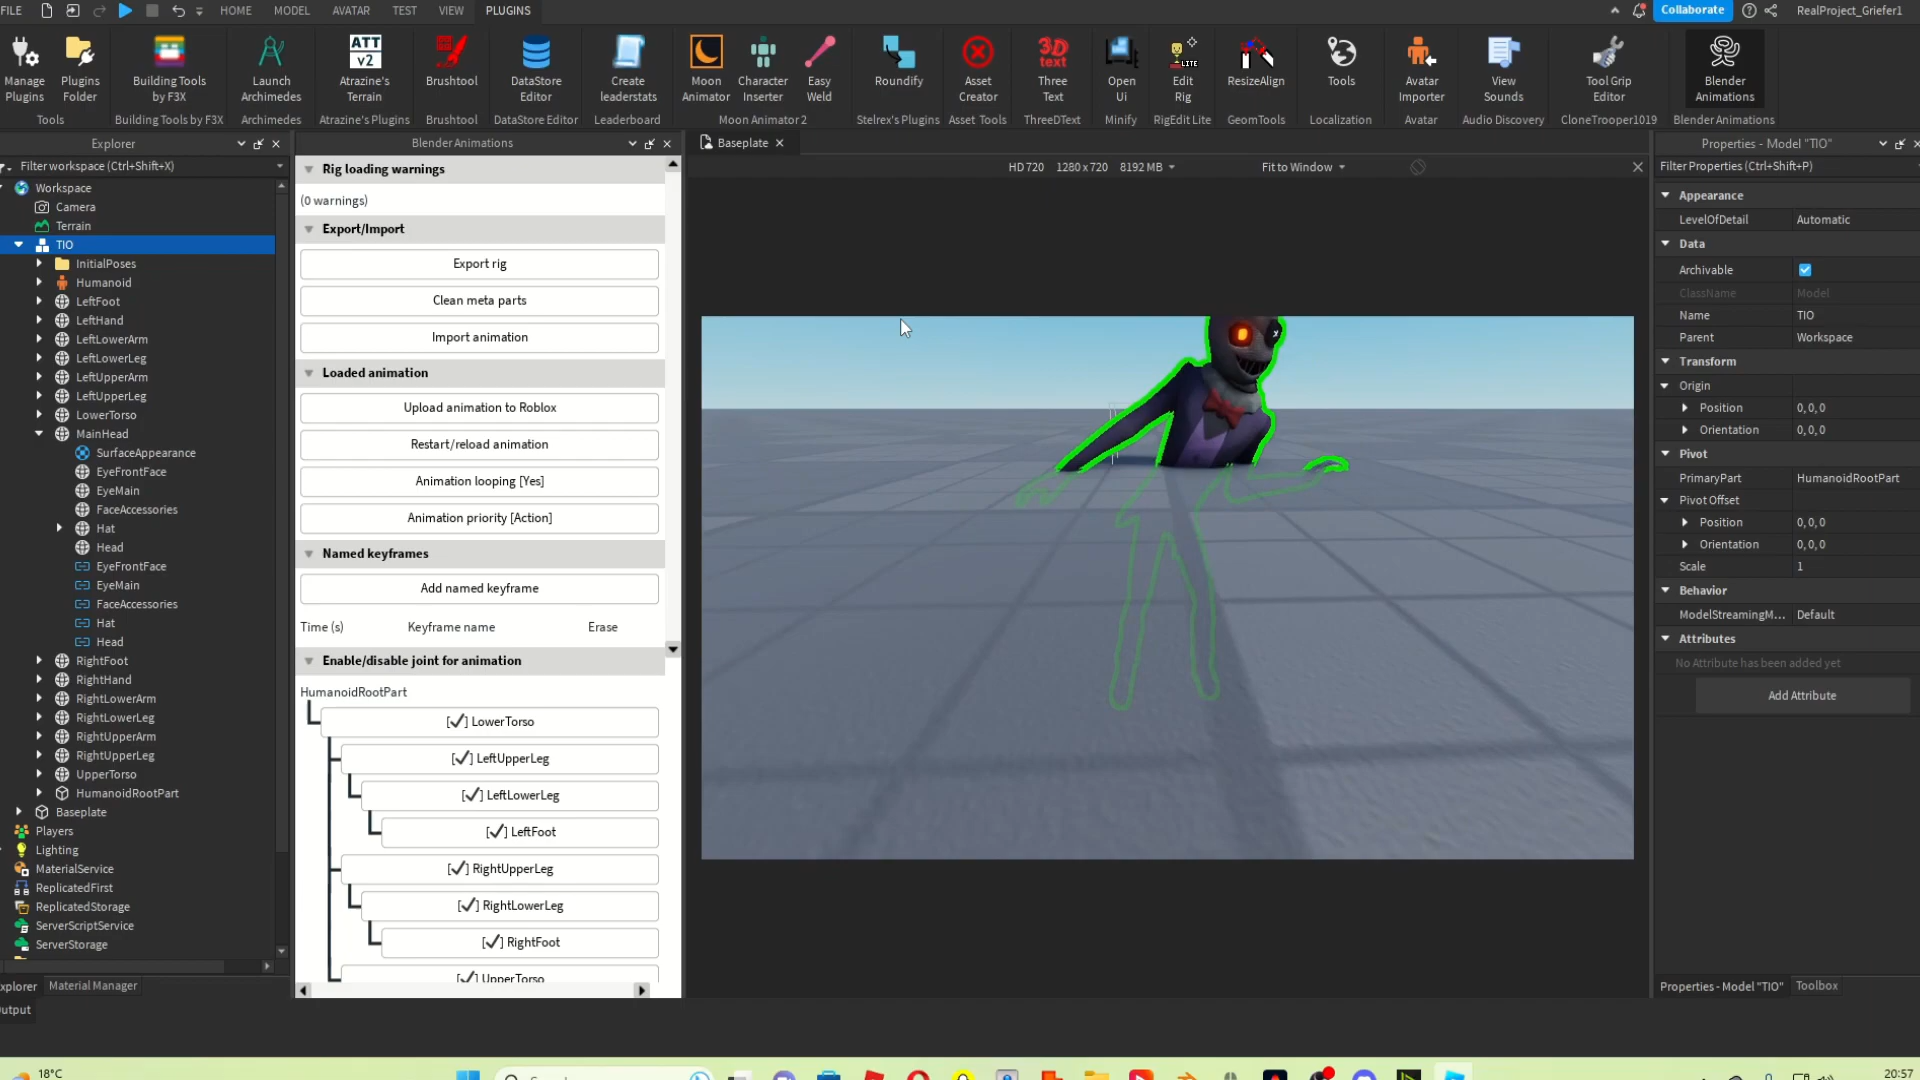 FILE HOME MODEL AVATAR TEST VIEW PLUGINS Collaborate RealProject_Griefer1
Manage Plugins
Plugins Folder
Building Tools by F3X
Launch Archimedes
ATT v2
Atrazine's Terrain
Brushtool
DataStore Editor
Create leaderstats
Moon Animator
Character Inserter
Easy Weld
Roundify
Asset Creator
3D text
Three Text
Open Ui
LITE
Edit Rig
ResizeAlign
Tools
Avatar Importer
View Sounds
Tool Grip Editor
Blender Animations
Tools Building Tools by F3X Archimedes Atrazine's Plugins Brushtool DataStore Editor Leaderboard Moon Animator 2 Stelrex's Plugins Asset Tools ThreeDText Minify RigEdit Lite GeomTools Localization Avatar Audio Discovery CloneTrooper1019 Blender Animations
Explorer
Filter workspace (Ctrl+Shift+X)
Workspace
Camera
Terrain
TIO
InitialPoses
Humanoid
LeftFoot
LeftHand
LeftLowerArm
LeftLowerLeg
LeftUpperArm
LeftUpperLeg
LowerTorso
MainHead
SurfaceAppearance
EyeFrontFace
EyeMain
FaceAccessories
Hat
Head
EyeFrontFace
EyeMain
FaceAccessories
Hat
Head
RightFoot
RightHand
RightLowerArm
RightLowerLeg
RightUpperArm
RightUpperLeg
UpperTorso
HumanoidRootPart
Baseplate
Players
Lighting
MaterialService
ReplicatedFirst
ReplicatedStorage
ServerScriptService
ServerStorage
xplorer Material Manager
utput
Blender Animations
Rig loading warnings
(0 warnings)
Export/Import
Export rig
Clean meta parts
Import animation
Loaded animation
Upload animation to Roblox
Restart/reload animation
Animation looping [Yes]
Animation priority [Action]
Named keyframes
Add named keyframe
Time (s) Keyframe name Erase
Enable/disable joint for animation
HumanoidRootPart
[✓] LowerTorso
[✓] LeftUpperLeg
[✓] LeftLowerLeg
[✓] LeftFoot
[✓] RightUpperLeg
[✓] RightLowerLeg
[✓] RightFoot
[✓] UpperTorso
Baseplate
HD 720 1280 x 720 8192 MB Fit to Window
Properties - Model "TIO"
Filter Properties (Ctrl+Shift+P)
Appearance
LevelOfDetail Automatic
Data
Archivable
ClassName Model
Name TIO
Parent Workspace
Transform
Origin
Position 0, 0, 0
Orientation 0, 0, 0
Pivot
PrimaryPart HumanoidRootPart
Pivot Offset
Position 0, 0, 0
Orientation 0, 0, 0
Scale 1
Behavior
ModelStreamingM... Default
Attributes
No Attribute has been added yet
Add Attribute
Properties - Model "TIO" Toolbox
18°C
20:57